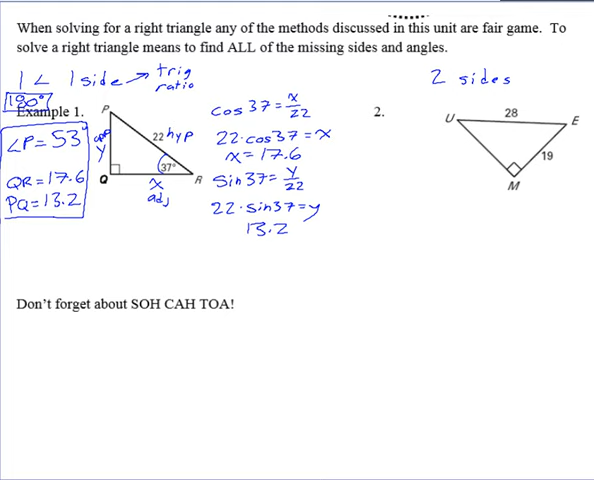 When solving for a right triangle any of the methods discussed in this unit are fair game. To
solve a right triangle means to find ALL of the missing sides and angles.
1 ∠ 1 side → trig
ratio
2 sides
180°
Example 1.
∠P = 53°
QR = 17.6
PQ = 13.2
P
opp
y
22 hyp
37°
Q
R
x
adj
cos 37 = x/22
22·cos 37 = x
x = 17.6
sin 37 = y/22
22·sin 37 = y
13.2
2.
U
28
E
19
M
Don't forget about SOH CAH TOA!